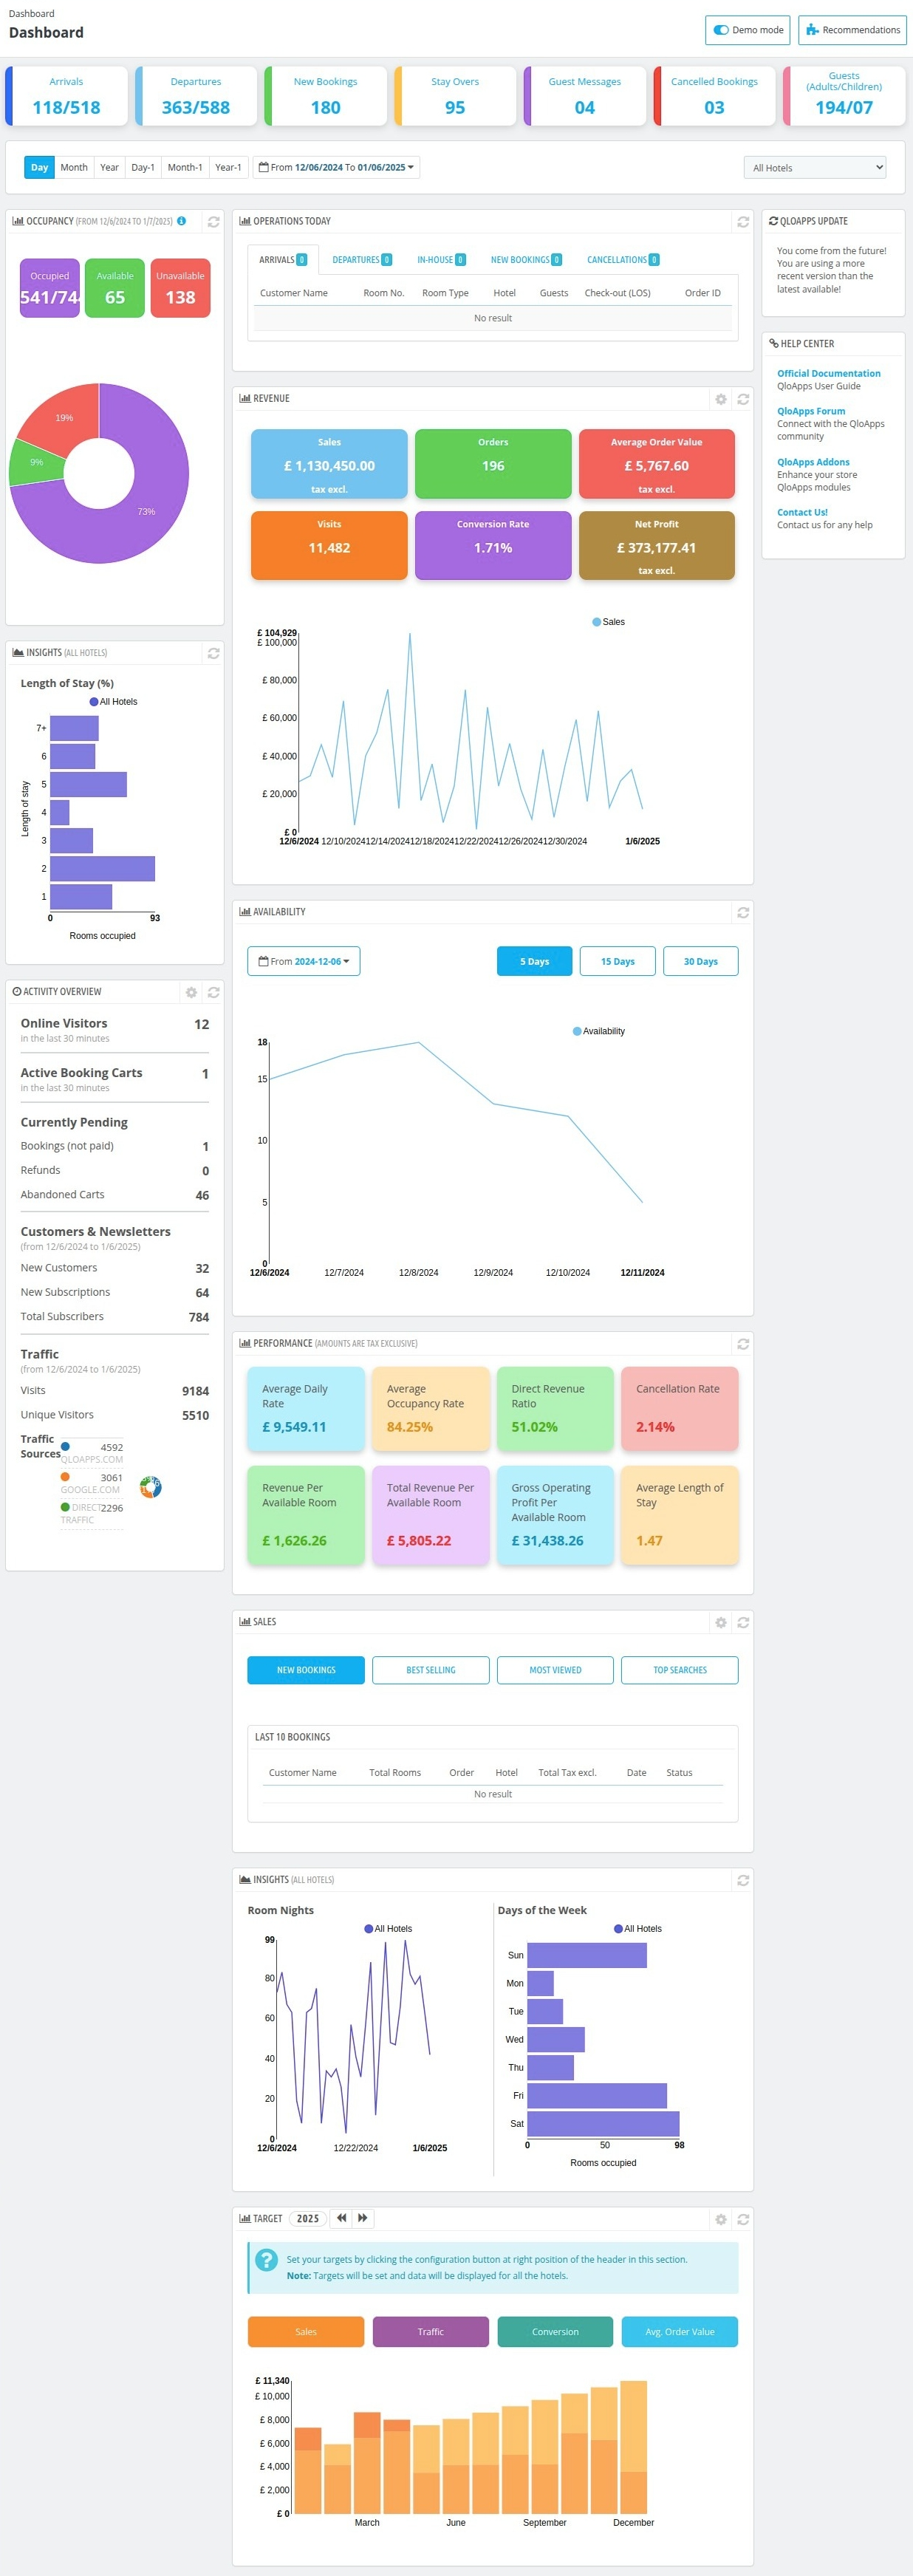 Dashboard
Dashboard
Demo mode
Recommendations
Arrivals
118/518
Departures
363/588
New Bookings
180
Stay Overs
95
Guest Messages
04
Cancelled Bookings
03
Guests
(Adults/Children)
194/07
Day Month Year Day-1 Month-1 Year-1
From 12/06/2024 To 01/06/2025
All Hotels
OCCUPANCY (FROM 12/6/2024 TO 1/7/2025)
Occupied
541/74
Available
65
Unavailable
138
19%
9%
73%
INSIGHTS (ALL HOTELS)
Length of Stay (%)
All Hotels
Length of stay
7+
6
5
4
3
2
1
0 93
Rooms occupied
ACTIVITY OVERVIEW
Online Visitors 12
in the last 30 minutes
Active Booking Carts 1
in the last 30 minutes
Currently Pending
Bookings (not paid) 1
Refunds 0
Abandoned Carts 46
Customers & Newsletters
(from 12/6/2024 to 1/6/2025)
New Customers 32
New Subscriptions 64
Total Subscribers 784
Traffic
(from 12/6/2024 to 1/6/2025)
Visits 9184
Unique Visitors 5510
Traffic
Sources
4592
QLOAPPS.COM
3061
GOOGLE.COM
DIRECT 2296
TRAFFIC
OPERATIONS TODAY
ARRIVALS 0 DEPARTURES 0 IN-HOUSE 0 NEW BOOKINGS 0 CANCELLATIONS 0
Customer Name Room No. Room Type Hotel Guests Check-out (LOS) Order ID
No result
REVENUE
Sales
£ 1,130,450.00
tax excl.
Orders
196
Average Order Value
£ 5,767.60
tax excl.
Visits
11,482
Conversion Rate
1.71%
Net Profit
£ 373,177.41
tax excl.
Sales
£ 104,929
£ 100,000
£ 80,000
£ 60,000
£ 40,000
£ 20,000
£ 0
12/6/2024 12/10/2024 12/14/2024 12/18/2024 12/22/2024 12/26/2024 12/30/2024 1/6/2025
AVAILABILITY
From 2024-12-06
5 Days 15 Days 30 Days
Availability
18
15
10
5
0
12/6/2024 12/7/2024 12/8/2024 12/9/2024 12/10/2024 12/11/2024
PERFORMANCE (AMOUNTS ARE TAX EXCLUSIVE)
Average Daily
Rate
£ 9,549.11
Average
Occupancy Rate
84.25%
Direct Revenue
Ratio
51.02%
Cancellation Rate
2.14%
Revenue Per
Available Room
£ 1,626.26
Total Revenue Per
Available Room
£ 5,805.22
Gross Operating
Profit Per
Available Room
£ 31,438.26
Average Length of
Stay
1.47
SALES
NEW BOOKINGS BEST SELLING MOST VIEWED TOP SEARCHES
LAST 10 BOOKINGS
Customer Name Total Rooms Order Hotel Total Tax excl. Date Status
No result
INSIGHTS (ALL HOTELS)
Room Nights
All Hotels
99
80
60
40
20
0
12/6/2024 12/22/2024 1/6/2025
Days of the Week
All Hotels
Sun
Mon
Tue
Wed
Thu
Fri
Sat
0 50 98
Rooms occupied
TARGET 2025
Set your targets by clicking the configuration button at right position of the header in this section.
Note: Targets will be set and data will be displayed for all the hotels.
Sales Traffic Conversion Avg. Order Value
£ 11,340
£ 10,000
£ 8,000
£ 6,000
£ 4,000
£ 2,000
£ 0
March June September December
QLOAPPS UPDATE
You come from the future!
You are using a more
recent version than the
latest available!
HELP CENTER
Official Documentation
QloApps User Guide
QloApps Forum
Connect with the QloApps
community
QloApps Addons
Enhance your store
QloApps modules
Contact Us!
Contact us for any help